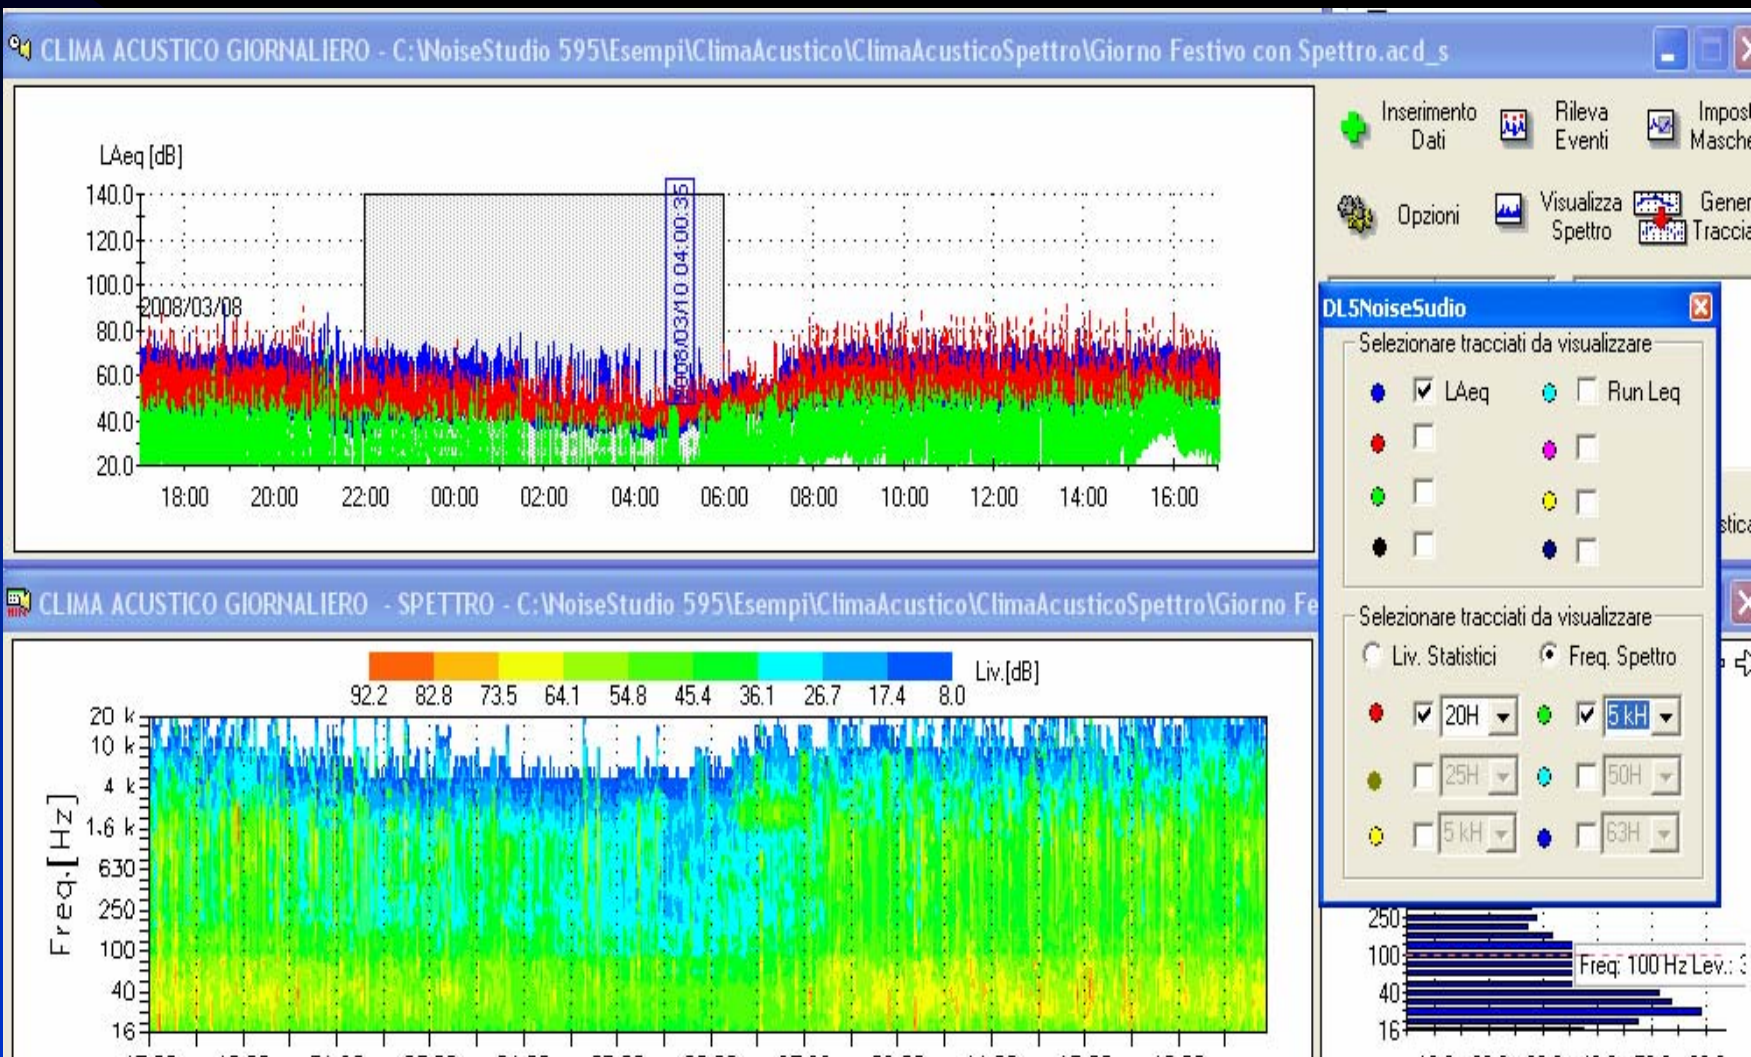 CLIMA ACUSTICO GIORNALIERO - C:\NoiseStudio 595\Esempi\ClimaAcustico\ClimaAcusticoSpettro\Giorno Festivo con Spettro.acd_s
Inserimento Dati
Rileva Eventi
Impost
Masche
Opzioni
Visualizza Spettro
Gener
Traccia
LAeq [dB]
140.0
120.0
100.0
80.0
60.0
40.0
20.0
2008/03/08
04:00:35
18:00 20:00 22:00 00:00 02:00 04:00 06:00 08:00 10:00 12:00 14:00 16:00
DL5NoiseSudio
Selezionare tracciati da visualizzare
LAeq
Run Leq
stica
Selezionare tracciati da visualizzare
Liv. Statistici
Freq. Spettro
20H
5 kH
25H
50H
5 kH
63H
CLIMA ACUSTICO GIORNALIERO - SPETTRO - C:\NoiseStudio 595\Esempi\ClimaAcustico\ClimaAcusticoSpettro\Giorno Fe
92.2 82.8 73.5 64.1 54.8 45.4 36.1 26.7 17.4 8.0
Liv.[dB]
Freq.[Hz]
20 k
10 k
4 k
1.6 k
630
250
100
40
16
250
100
40
16
Freq: 100 Hz Lev.: 3